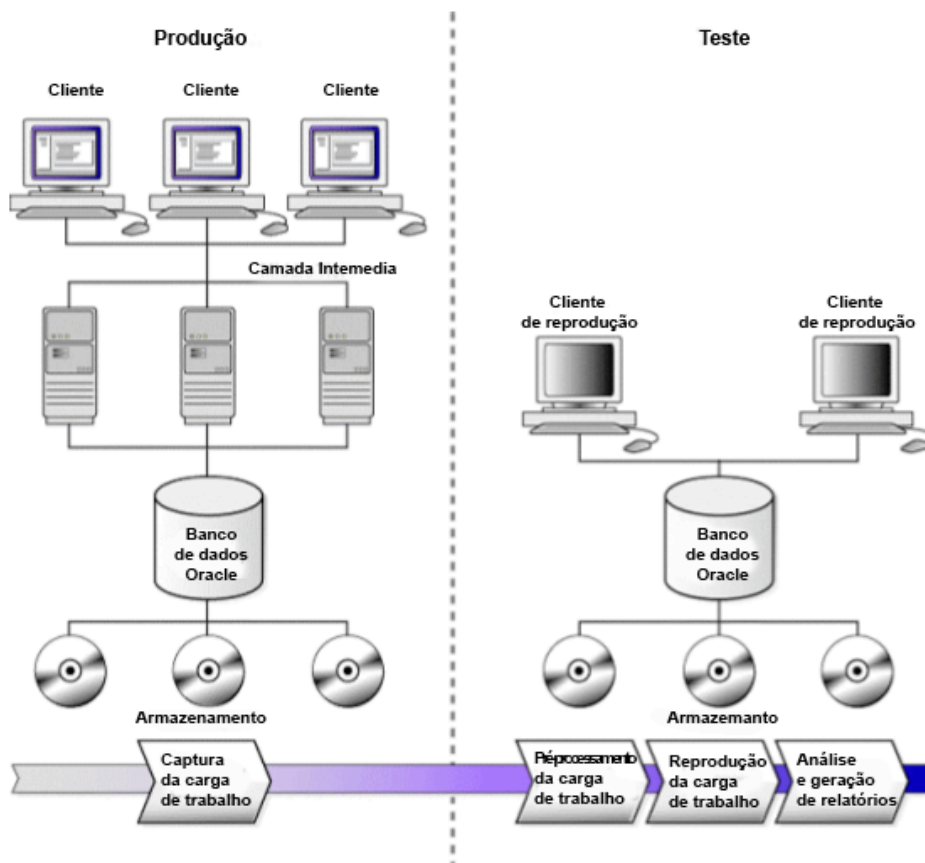 Produção
Teste
Cliente
Cliente
Cliente
Camada Intemedia
Cliente
de reprodução
Cliente
de reprodução
Banco
de dados
Oracle
Banco
de dados
Oracle
Armazenamento
Armazemanto
Captura
da carga
de trabalho
Pré-processamento
da carga
de trabalho
Reprodução
da carga
de trabalho
Análise
e geração
de relatórios